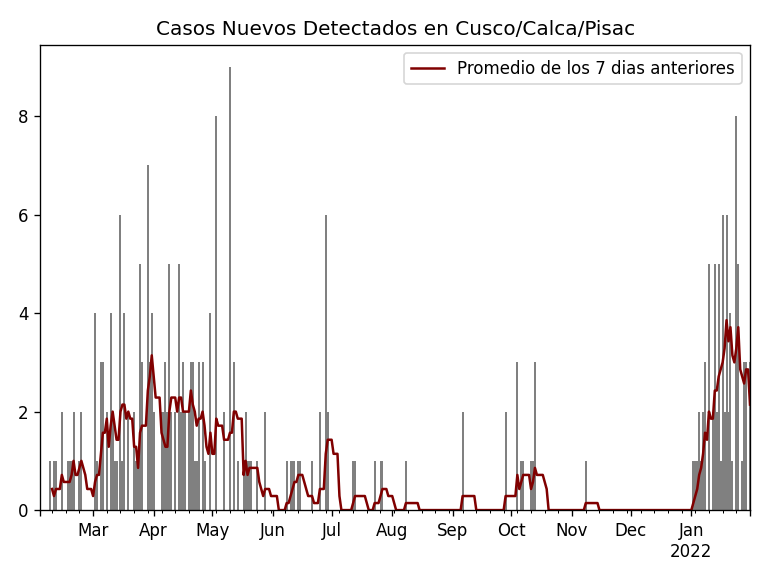 Casos Nuevos Detectados en Cusco/Calca/Pisac
Promedio de los 7 dias anteriores
8
6
4
2
0
Mar Apr May Jun Jul Aug Sep Oct Nov Dec Jan
2022